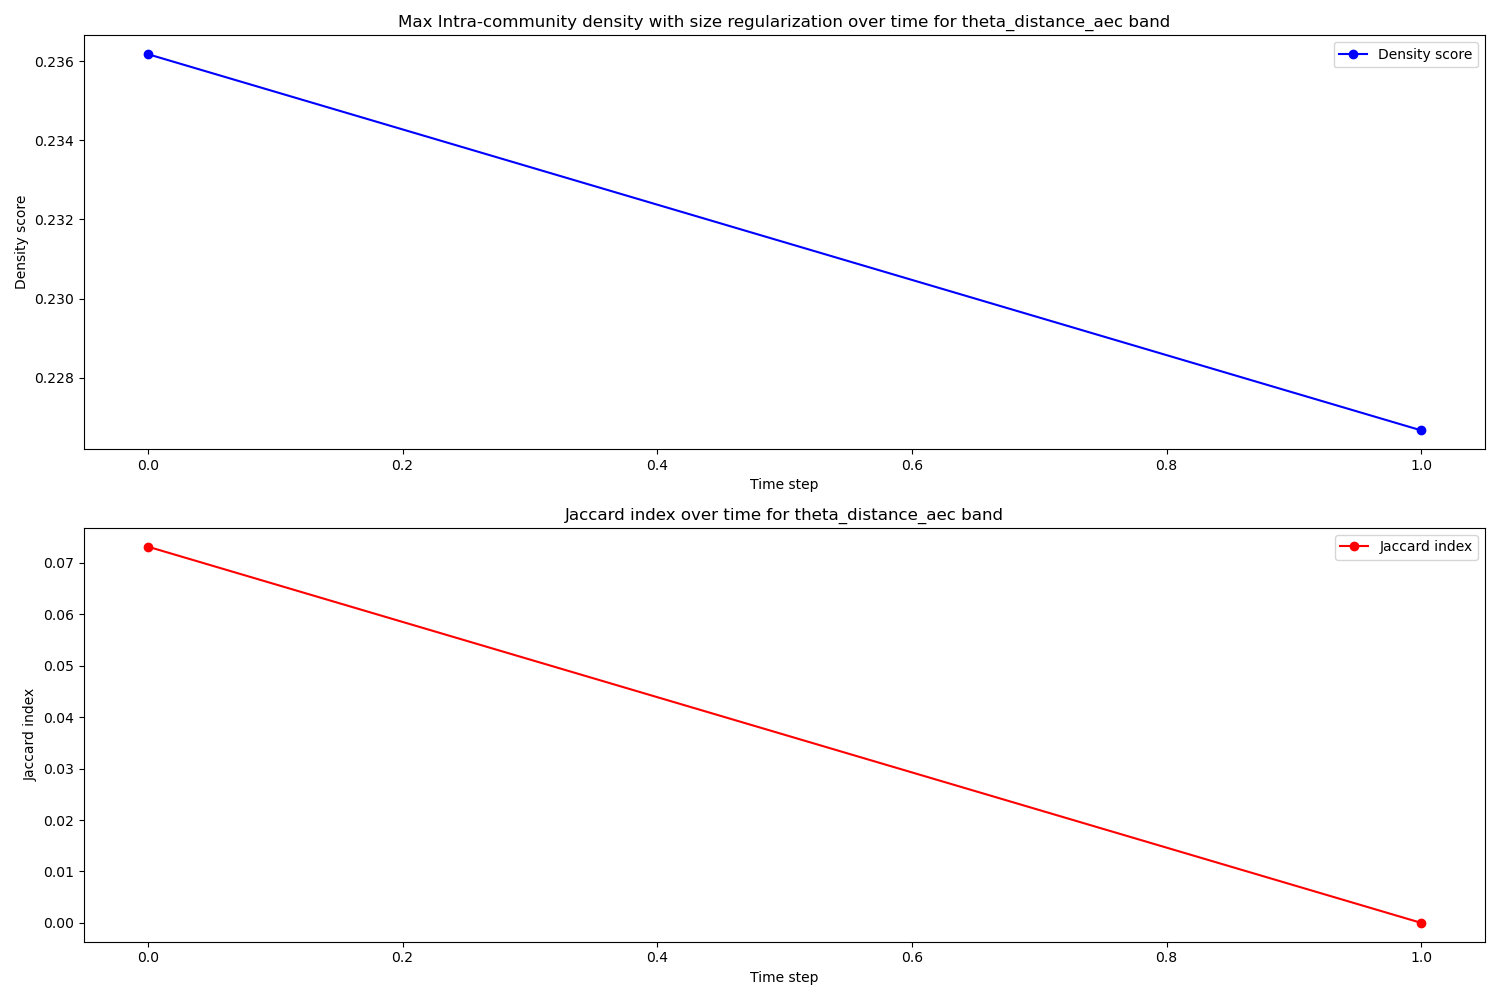 Max Intra-community density with size regularization over time for theta_distance_aec band
Density score
0.236
0.234
0.232
0.230
0.228
Density score
0.0 0.2 0.4 0.6 0.8 1.0
Time step
Jaccard index over time for theta_distance_aec band
Jaccard index
0.07
0.06
0.05
0.04
0.03
0.02
0.01
0.00
Jaccard index
0.0 0.2 0.4 0.6 0.8 1.0
Time step